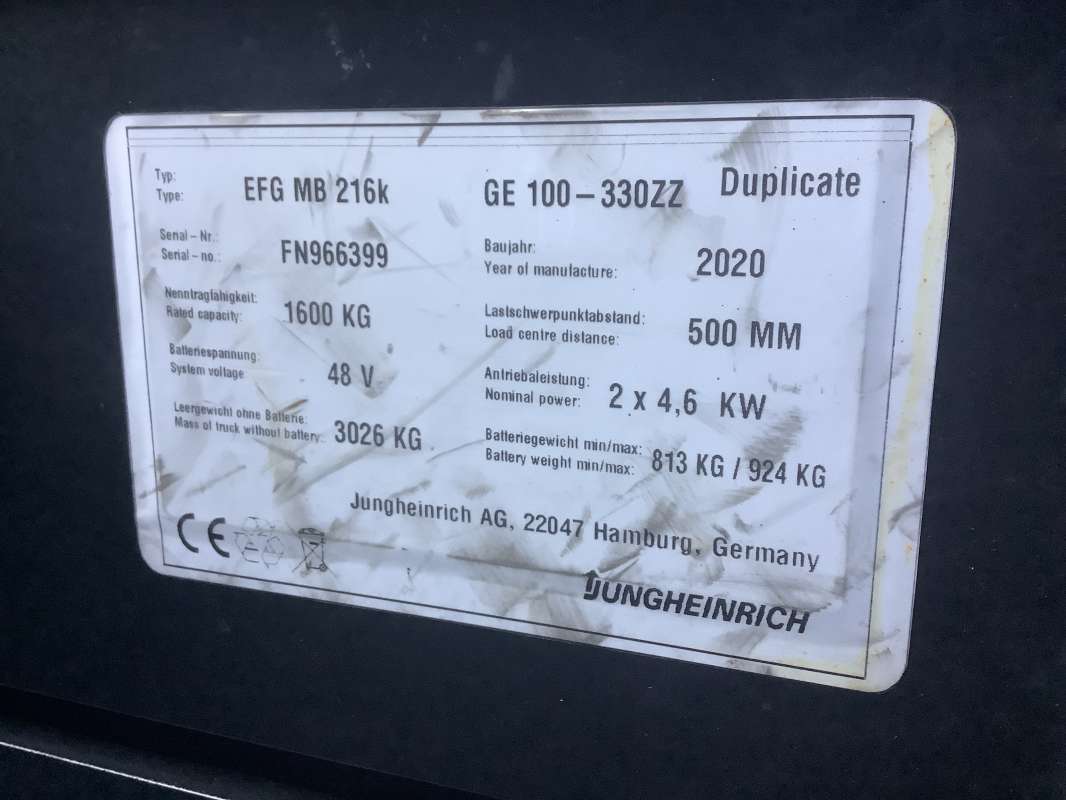 Typ:
Type: EFG MB 216k GE 100-330ZZ Duplicate
Serial-Nr.:
Serial-no.: FN966399
Baujahr:
Year of manufacture: 2020
Nenntragfahigkeit:
Rated capacity: 1600 KG
Lastschwerpunktabstand:
Load centre distance: 500 MM
Batteriespannung:
System voltage 48 V
Antriebaleistung:
Nominal power: 2 x 4,6 KW
Leergewicht ohne Batterie:
Mass of truck without battery: 3026 KG
Batteriegewicht min/max:
Battery weight min/max: 813 KG / 924 KG
Jungheinrich AG, 22047 Hamburg, Germany
CE
JUNGHEINRICH